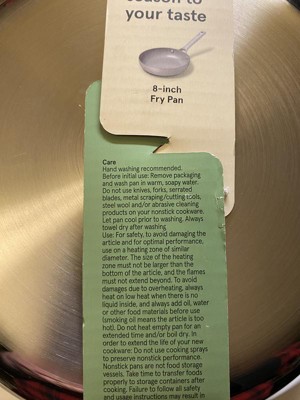 season to
your taste
8-inch
Fry Pan
Care
Hand washing recommended.
Before initial use: Remove packaging
and wash pan in warm, soapy water.
Do not use knives, forks, serrated
blades, metal scraping/cutting tools,
steel wool and/or abrasive cleaning
products on your nonstick cookware.
Let pan cool prior to washing. Always
towel dry after washing
Use: For safety, to avoid damaging the
article and for optimal performance,
use on a heating zone of similar
diameter. The size of the heating
zone must not be larger than the
bottom of the article, and the flames
must not extend beyond. To avoid
damages due to overheating, always
heat on low heat when there is no
liquid inside, and always add oil, water
or other food materials before use
(smoking oil means the article is too
hot). Do not heat empty pan for an
extended time and/or boil dry. In
order to extend the life of your new
cookware: Do not use cooking sprays
to preserve nonstick performance.
Nonstick pans are not food storage
vessels. Take time to transfer foods
properly to storage containers after
cooking. Failure to follow all safety
and usage instructions may result in